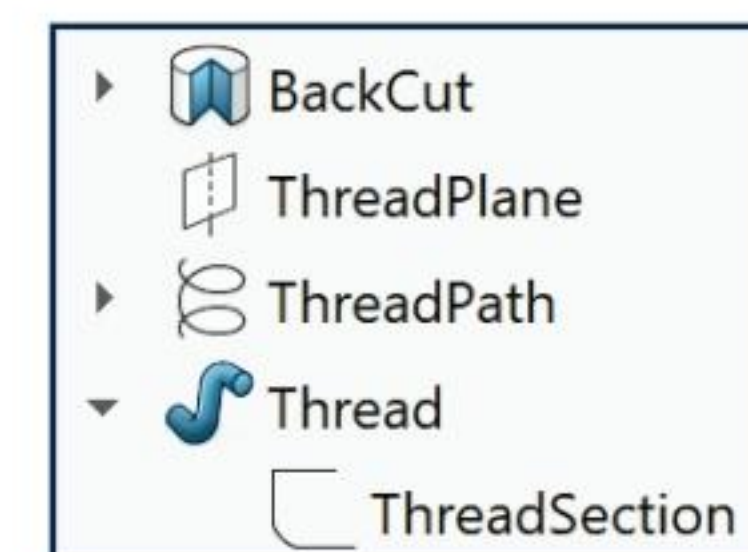 BackCut
ThreadPlane
ThreadPath
Thread
ThreadSection